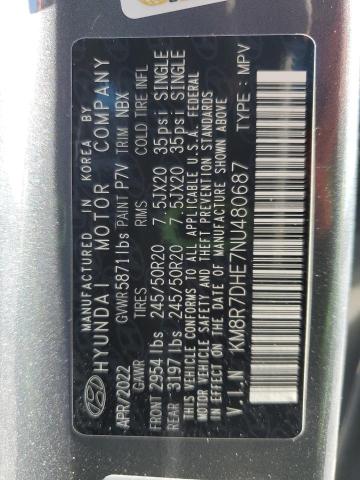 MANUFACTURED IN KOREA BY
HYUNDAI MOTOR COMPANY
APR/2022 GVWR 5871 lbs PAINT P7V TRIM NBX
GAWR TIRE RIMS COLD TIRE INFL
FRONT 2954 lbs 245/50R20 7.5JX20 35psi SINGLE
REAR 3197 lbs 245/50R20 7.5JX20 35psi SINGLE
THIS VEHICLE CONFORMS TO ALL APPLICABLE U.S.A. FEDERAL
MOTOR VEHICLE SAFETY, BUMPER, AND THEFT PREVENTION STANDARDS
IN EFFECT ON THE DATE OF MANUFACTURE SHOWN ABOVE.
V.I.N : KM8R7DHE7NU480687 TYPE : MPV